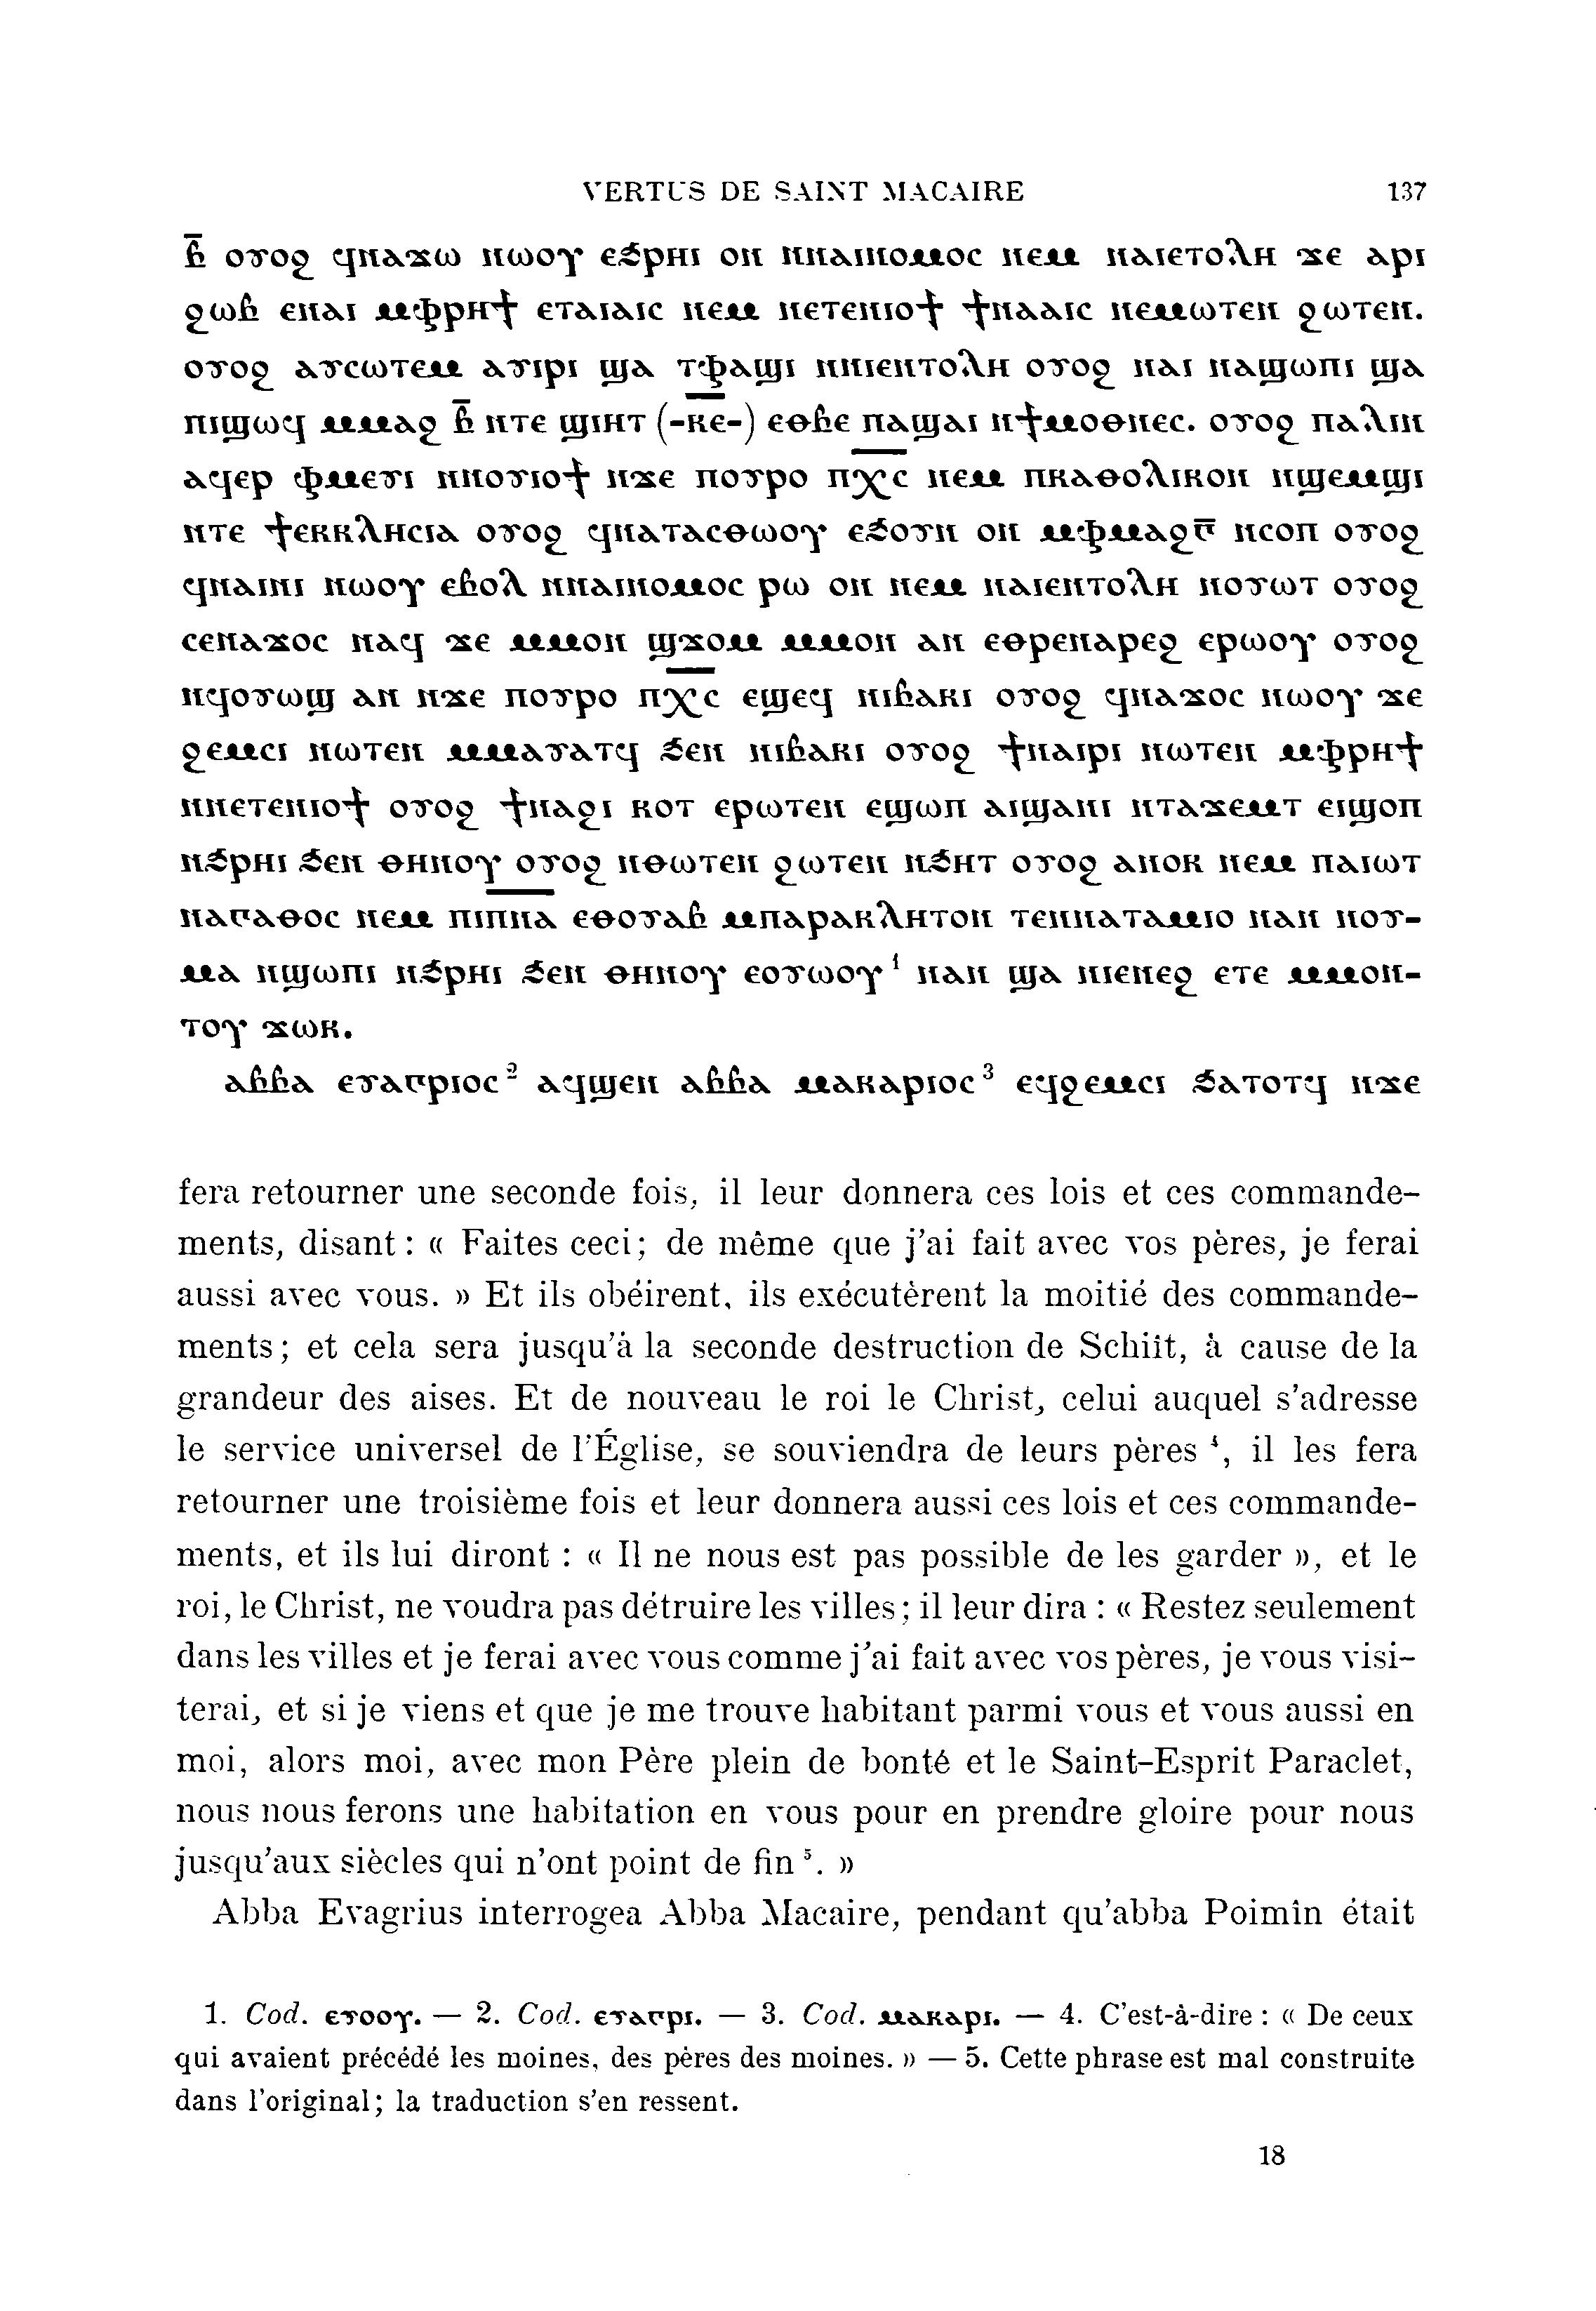 VERTUS DE SAINT MACAIRE 137
ⲃ̅ ⲟⲩⲟϩ ϥⲛⲁⲭⲱ ⲛⲱⲟⲩ ⲉϧⲣⲏⲓ ⲟⲛ ⲛⲛⲁⲓⲛⲟⲙⲟⲥ ⲛⲉⲙ ⲛⲁⲓⲉⲧⲟⲗⲏ ϫⲉ ⲁⲣⲓ
ϩⲱⲃ ⲉⲛⲁⲓ ⲙⲫⲣⲏϯ ⲉⲧⲁⲓⲁⲓⲥ ⲛⲉⲙ ⲛⲉⲧⲉⲛⲓⲟϯ ϯⲛⲁⲁⲓⲥ ⲛⲉⲙⲱⲧⲉⲛ ϩⲱⲧⲉⲛ.
ⲟⲩⲟϩ ⲁⲩⲥⲱⲧⲉⲙ ⲁⲩⲓⲣⲓ ϣⲁ ⲧⲫⲁϣⲓ ⲛⲛⲓⲉⲛⲧⲟⲗⲏ ⲟⲩⲟϩ ⲛⲁⲓ ⲛⲁϣⲱⲡⲓ ϣⲁ
ⲡⲓϣⲱϥ ⲙⲙⲁϩ ⲃ̅ ⲛⲧⲉ ϣⲓⲏⲧ (-ⲕ̅ⲉ̅-) ⲉⲑⲃⲉ ⲡⲁϣⲁⲓ ⲛϯⲙⲟⲑⲛⲉⲥ. ⲟⲩⲟϩ ⲡⲁⲗⲓⲛ
ⲁϥⲉⲣ ⲫⲙⲉⲩⲓ ⲛⲛⲟⲩⲓⲟϯ ⲛϫⲉ ⲡⲟⲩⲣⲟ ⲡⲭ̅ⲥ̅ ⲛⲉⲙ ⲡⲕⲁⲑⲟⲗⲓⲕⲟⲛ ⲛϣⲉⲙϣⲓ
ⲛⲧⲉ ϯⲉⲕⲕⲗⲏⲥⲓⲁ ⲟⲩⲟϩ ϥⲛⲁⲧⲁⲥⲑⲱⲟⲩ ⲉϧⲟⲩⲛ ⲟⲛ ⲙⲫⲙⲁϩⲅ̅ ⲛⲥⲟⲡ ⲟⲩⲟϩ
ϥⲛⲁⲓⲛⲓ ⲛⲱⲟⲩ ⲉⲃⲟⲗ ⲛⲛⲁⲓⲛⲟⲙⲟⲥ ⲣⲱ ⲟⲛ ⲛⲉⲙ ⲛⲁⲓⲉⲛⲧⲟⲗⲏ ⲛⲟⲩⲱⲧ ⲟⲩⲟϩ
ⲥⲉⲛⲁϫⲟⲥ ⲛⲁϥ ϫⲉ ⲙⲙⲟⲛ ϣϫⲟⲙ ⲙⲙⲟⲛ ⲁⲛ ⲉⲑⲣⲉⲛⲁⲣⲉϩ ⲉⲣⲱⲟⲩ ⲟⲩⲟϩ
ⲛϥⲟⲩⲱϣ ⲁⲛ ⲛϫⲉ ⲡⲟⲩⲣⲟ ⲡⲭ̅ⲥ̅ ⲉϣⲉϥ ⲛⲓⲃⲁⲕⲓ ⲟⲩⲟϩ ϥⲛⲁϫⲟⲥ ⲛⲱⲟⲩ ϫⲉ
ϩⲉⲙⲥⲓ ⲛⲱⲧⲉⲛ ⲙⲙⲁⲩⲁⲧϥ ϧⲉⲛ ⲛⲓⲃⲁⲕⲓ ⲟⲩⲟϩ ϯⲛⲁⲓⲣⲓ ⲛⲱⲧⲉⲛ ⲙⲫⲣⲏϯ
ⲛⲛⲉⲧⲉⲛⲓⲟϯ ⲟⲩⲟϩ ϯⲛⲁϩⲓ ⲕⲟⲧ ⲉⲣⲱⲧⲉⲛ ⲉϣⲱⲡ ⲁⲓϣⲁⲛⲓ ⲛⲧⲁϫⲉⲙⲧ ⲉⲓϣⲟⲡ
ⲛϧⲣⲏⲓ ϧⲉⲛ ⲑⲏⲛⲟⲩ ⲟⲩⲟϩ ⲛⲑⲱⲧⲉⲛ ϩⲱⲧⲉⲛ ⲛϧⲏⲧ ⲟⲩⲟϩ ⲁⲛⲟⲕ ⲛⲉⲙ ⲡⲁⲓⲱⲧ
ⲛⲁⲅⲁⲑⲟⲥ ⲛⲉⲙ ⲡⲓⲡ̅ⲛ̅ⲁ̅ ⲉⲑⲟⲩⲁⲃ ⲙⲡⲁⲣⲁⲕⲗⲏⲧⲟⲛ ⲧⲉⲛⲛⲁⲧⲁⲙⲓⲟ ⲛⲁⲛ ⲛⲟⲩ-
ⲙⲁ ⲛϣⲱⲡⲓ ⲛϧⲣⲏⲓ ϧⲉⲛ ⲑⲏⲛⲟⲩ ⲉⲟⲩⲱⲟⲩ¹ ⲛⲁⲛ ϣⲁ ⲛⲓⲉⲛⲉϩ ⲉⲧⲉ ⲙⲙⲟⲛ-
ⲧⲟⲩ ϫⲱⲕ.
ⲁⲃⲃⲁ ⲉⲩⲁⲅⲣⲓⲟⲥ² ⲁϥϣⲉⲛ ⲁⲃⲃⲁ ⲙⲁⲕⲁⲣⲓⲟⲥ³ ⲉϥϩⲉⲙⲥⲓ ϧⲁⲧⲟⲧϥ ⲛϫⲉ
fera retourner une seconde fois, il leur donnera ces lois et ces commande-
ments, disant : « Faites ceci; de même que j'ai fait avec vos pères, je ferai
aussi avec vous. » Et ils obéirent, ils exécutèrent la moitié des commande-
ments; et cela sera jusqu'à la seconde destruction de Schiit, à cause de la
grandeur des aises. Et de nouveau le roi le Christ, celui auquel s'adresse
le service universel de l'Église, se souviendra de leurs pères ⁴, il les fera
retourner une troisième fois et leur donnera aussi ces lois et ces commande-
ments, et ils lui diront : « Il ne nous est pas possible de les garder », et le
roi, le Christ, ne voudra pas détruire les villes; il leur dira : « Restez seulement
dans les villes et je ferai avec vous comme j'ai fait avec vos pères, je vous visi-
terai, et si je viens et que je me trouve habitant parmi vous et vous aussi en
moi, alors moi, avec mon Père plein de bonté et le Saint-Esprit Paraclet,
nous nous ferons une habitation en vous pour en prendre gloire pour nous
jusqu'aux siècles qui n'ont point de fin ⁵. »
Abba Evagrius interrogea Abba Macaire, pendant qu'abba Poimîn était
1. Cod. ⲉⲩⲟⲟⲩ. — 2. Cod. ⲉⲩⲁⲅⲣⲓ. — 3. Cod. ⲙⲁⲕⲁⲣⲓ. — 4. C'est-à-dire : « De ceux
qui avaient précédé les moines, des pères des moines. » — 5. Cette phrase est mal construite
dans l'original; la traduction s'en ressent.
18